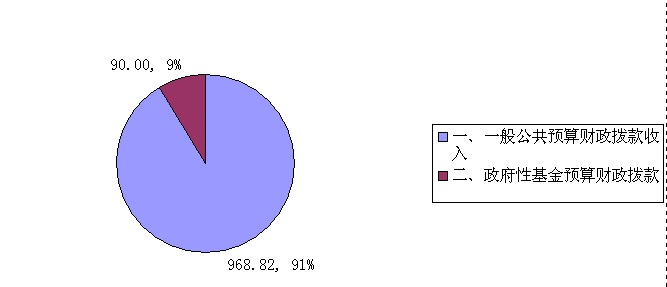 90.00, 9%
一、一般公共预算财政拨款收
入
二、政府性基金预算财政拨款
968.82, 91%